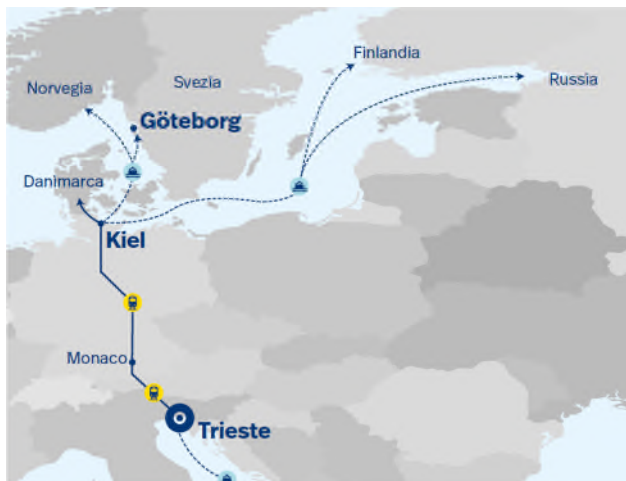 Finlandia
Russia
Svezia
Norvegia
Göteborg
Danimarca
Kiel
Monaco
Trieste